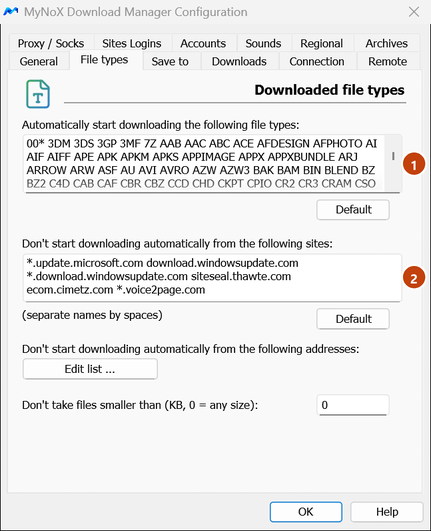 MyNoX Download Manager Configuration
Proxy / Socks Sites Logins Accounts Sounds Regional Archives
General File types Save to Downloads Connection Remote
T Downloaded file types
Automatically start downloading the following file types:
00* 3DM 3DS 3GP 3MF 7Z AAB AAC ABC ACE AFDESIGN AFPHOTO AI
AIF AIFF APE APK APKM APKS APPIMAGE APPX APPXBUNDLE ARJ
ARROW ARW ASF AU AVI AVRO AZW AZW3 BAK BAM BIN BLEND BZ
BZ2 C4D CAB CAF CBR CBZ CCD CHD CKPT CPIO CR2 CR3 CRAM CSO
1
Default
Don't start downloading automatically from the following sites:
*.update.microsoft.com download.windowsupdate.com
*.download.windowsupdate.com siteseal.thawte.com
ecom.cimetz.com *.voice2page.com
2
(separate names by spaces) Default
Don't start downloading automatically from the following addresses:
Edit list ...
Don't take files smaller than (KB, 0 = any size): 0
OK Help